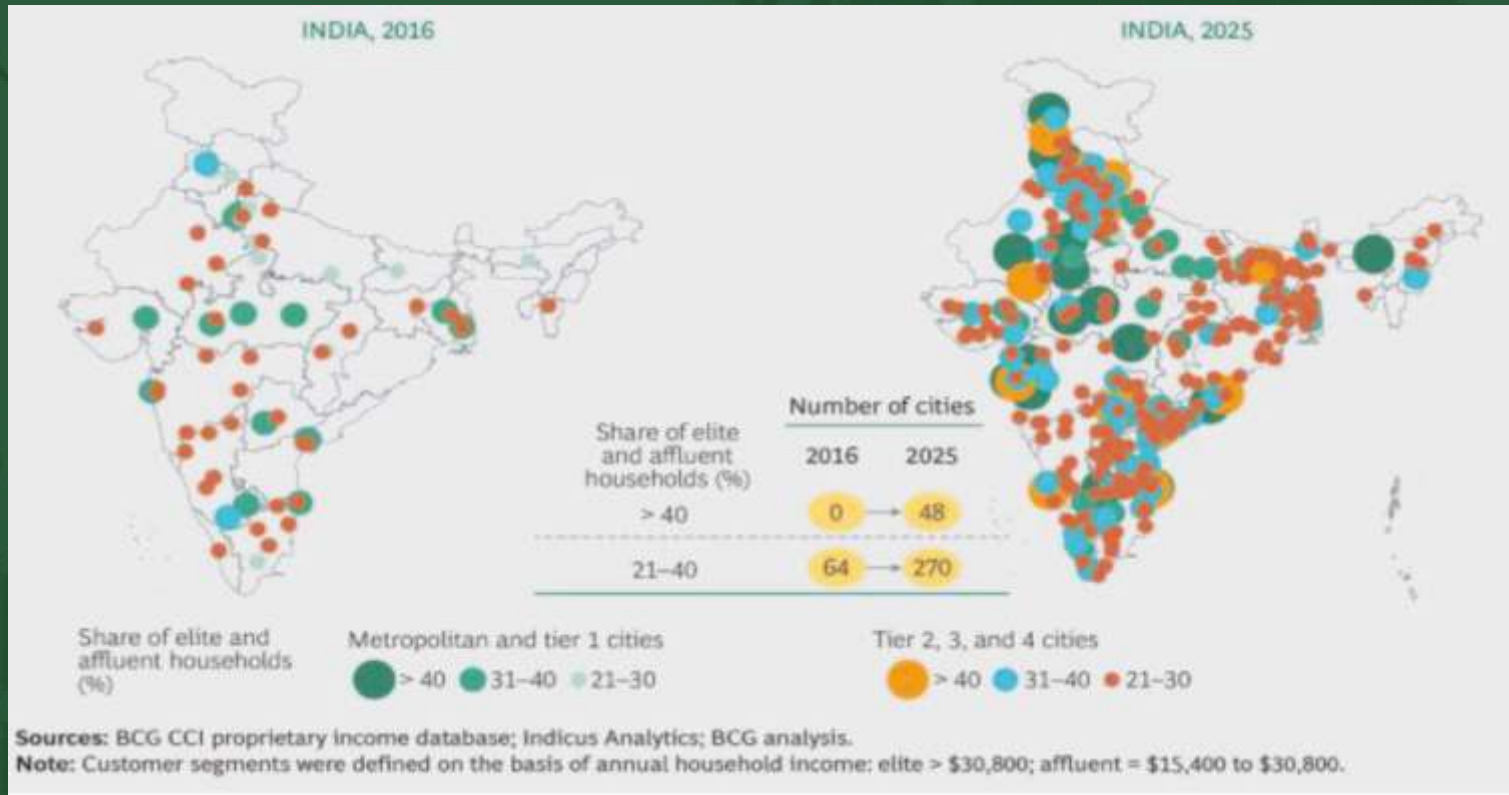 INDIA, 2016
INDIA, 2025
Number of cities
Share of elite
and affluent
households (%)
2016 2025
> 40 0 48
21–40 64 270
Share of elite and
affluent households
(%)
Metropolitan and tier 1 cities
> 40 31–40 21–30
Tier 2, 3, and 4 cities
> 40 31–40 21–30
Sources: BCG CCI proprietary income database; Indicus Analytics; BCG analysis.
Note: Customer segments were defined on the basis of annual household income: elite > $30,800; affluent = $15,400 to $30,800.